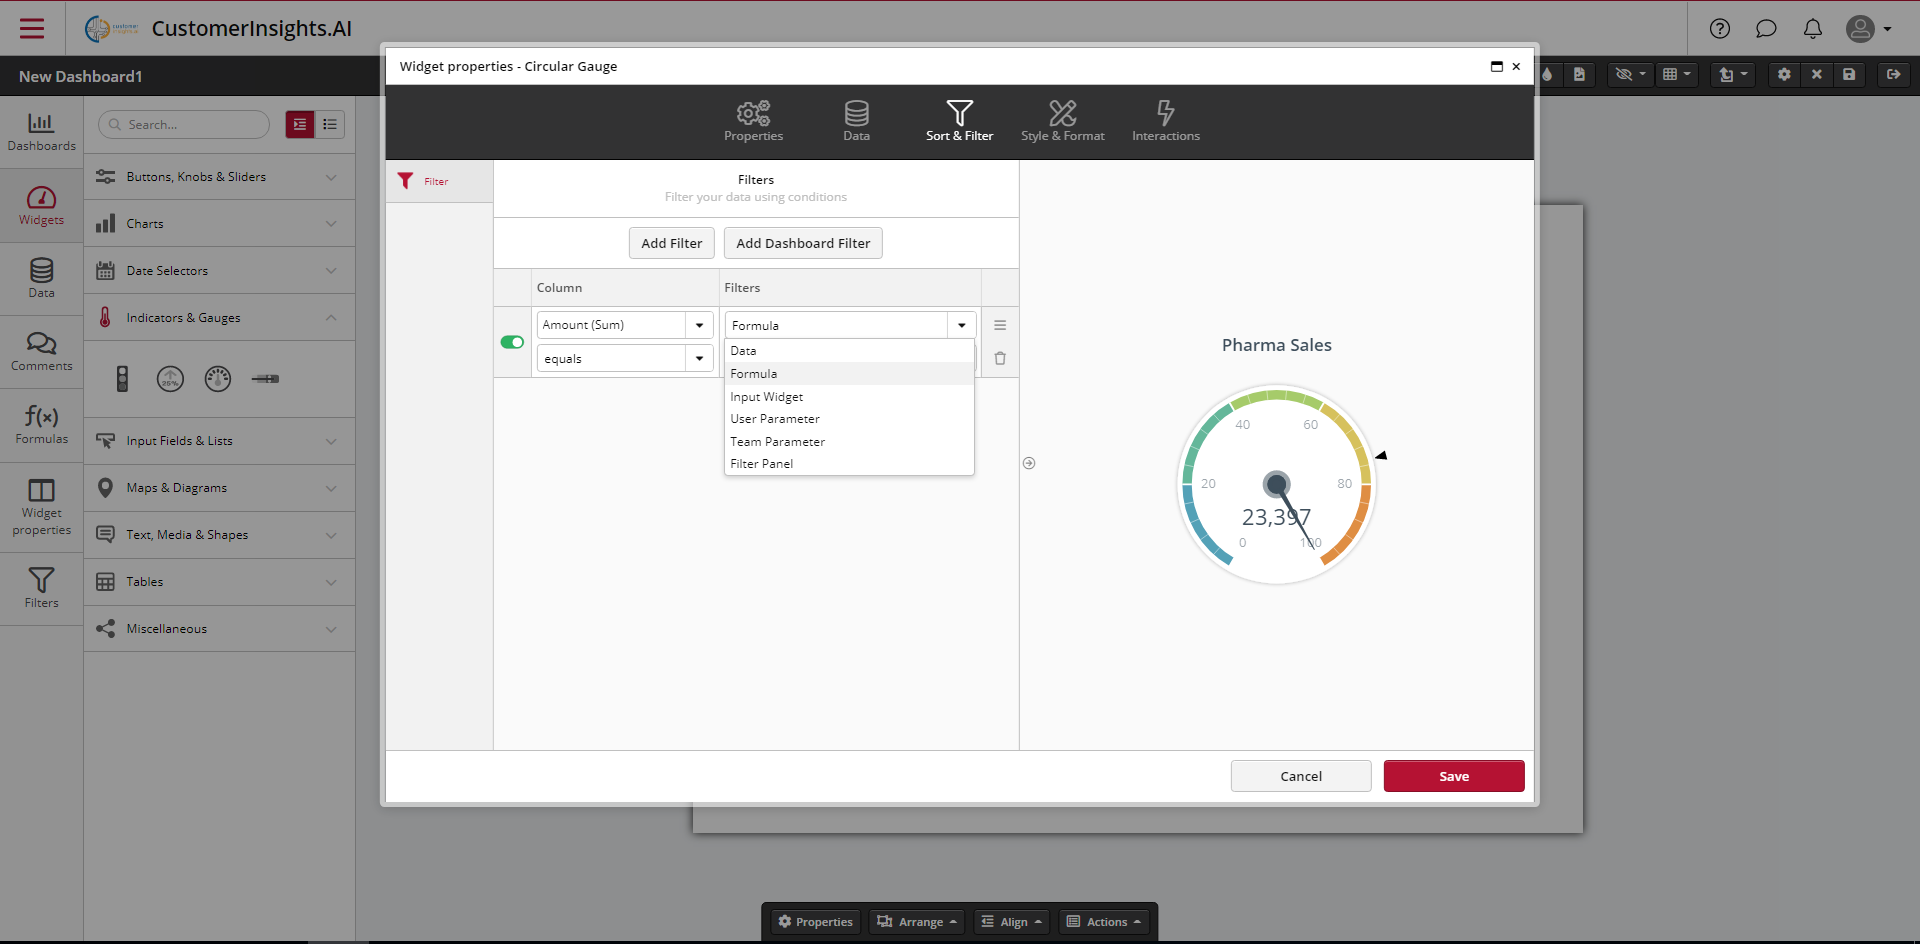 CustomerInsights.AI
New Dashboard1
Dashboards
Widgets
Data
Comments
f(x)
Formulas
Widget
properties
Filters
Search...
Buttons, Knobs & Sliders
Charts
Date Selectors
Indicators & Gauges
Input Fields & Lists
Maps & Diagrams
Text, Media & Shapes
Tables
Miscellaneous
Widget properties - Circular Gauge
Properties
Data
Sort & Filter
Style & Format
Interactions
Filter
Filters
Filter your data using conditions
Add Filter
Add Dashboard Filter
Column
Filters
Amount (Sum)
Formula
equals
Data
Formula
Input Widget
User Parameter
Team Parameter
Filter Panel
Pharma Sales
40
60
20
80
23,397
0
100
Cancel
Save
Properties
Arrange
Align
Actions